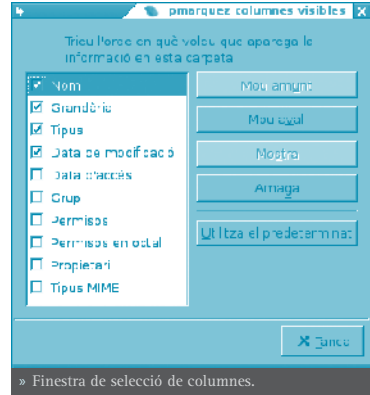 pmarquez columnes visibles
Trieu l'ordre en què
voleu que aparega la
informació en esta
carpeta
Nom
Grandària
Tipus
Data de modificació
Data d'accés
Grup
Permisos
Permisos en octal
Propietari
Tipus MIME
Mou amunt
Mou avall
Mostra
Amaga
Utilitza el predeterminat
Tanca
» Finestra de selecció de columnes.